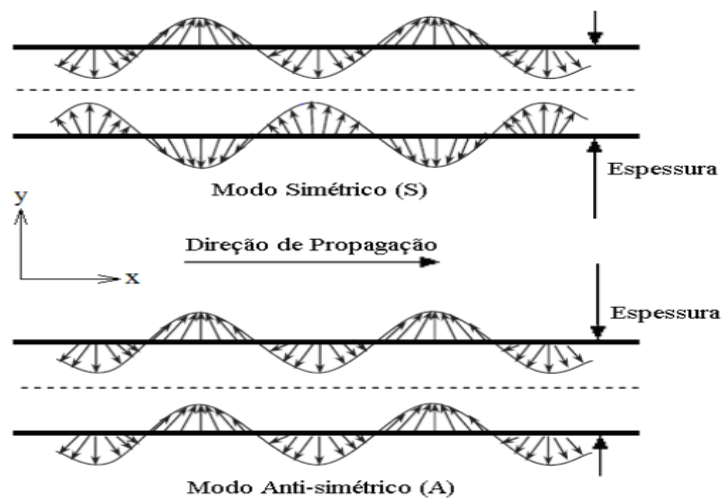 Espessura
Modo Simétrico (S)
y
Direção de Propagação
x
Espessura
Modo Anti-simétrico (A)